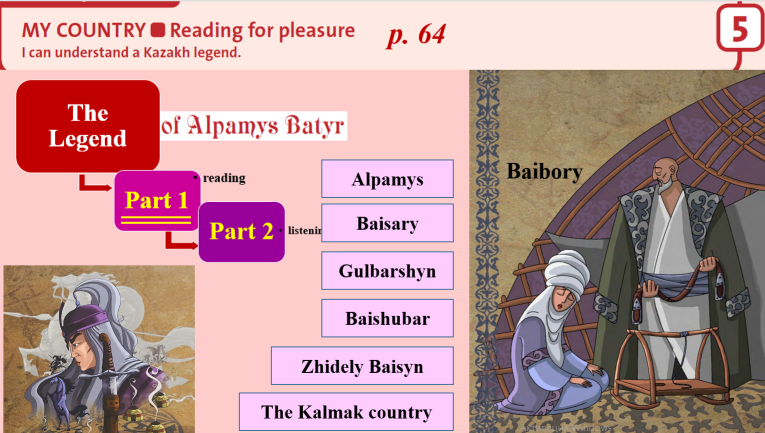 MY COUNTRY ■ Reading for pleasure
p. 64
5
I can understand a Kazakh legend.
The
Legend
of Alpamys Batyr
Part 1
• reading
Part 2
Alpamys
Baisary
Gulbarshyn
Baishubar
Zhidely Baisyn
The Kalmak country
Baibory